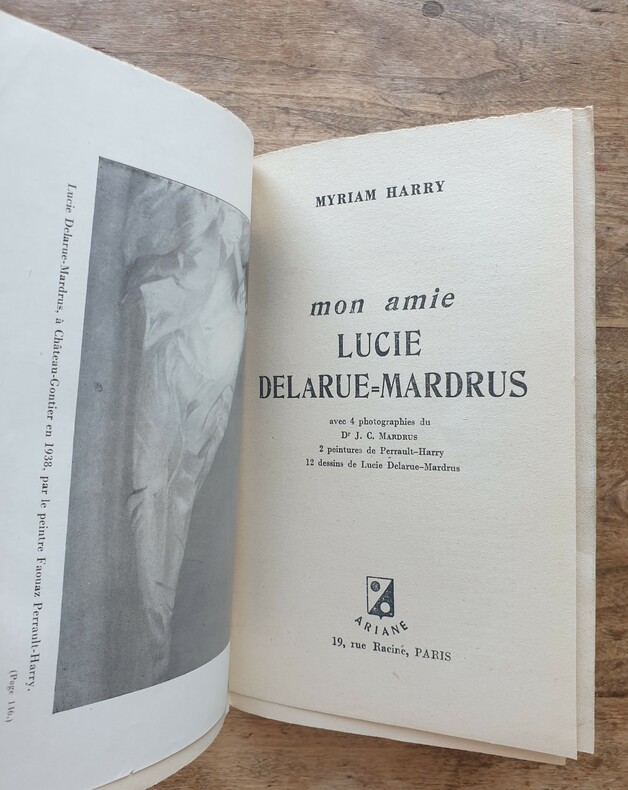 Lucie Delarue-Mardrus, à Château-Gontier en 1938, par le peintre Faouaz Perrault-Harry.
(Page 146.)
MYRIAM HARRY
mon amie
LUCIE
DELARUE=MARDRUS
avec 4 photographies du
Dr J. C. MARDRUS
2 peintures de Perrault-Harry
12 dessins de Lucie Delarue-Mardrus
ARIANE
19, rue Racine, PARIS